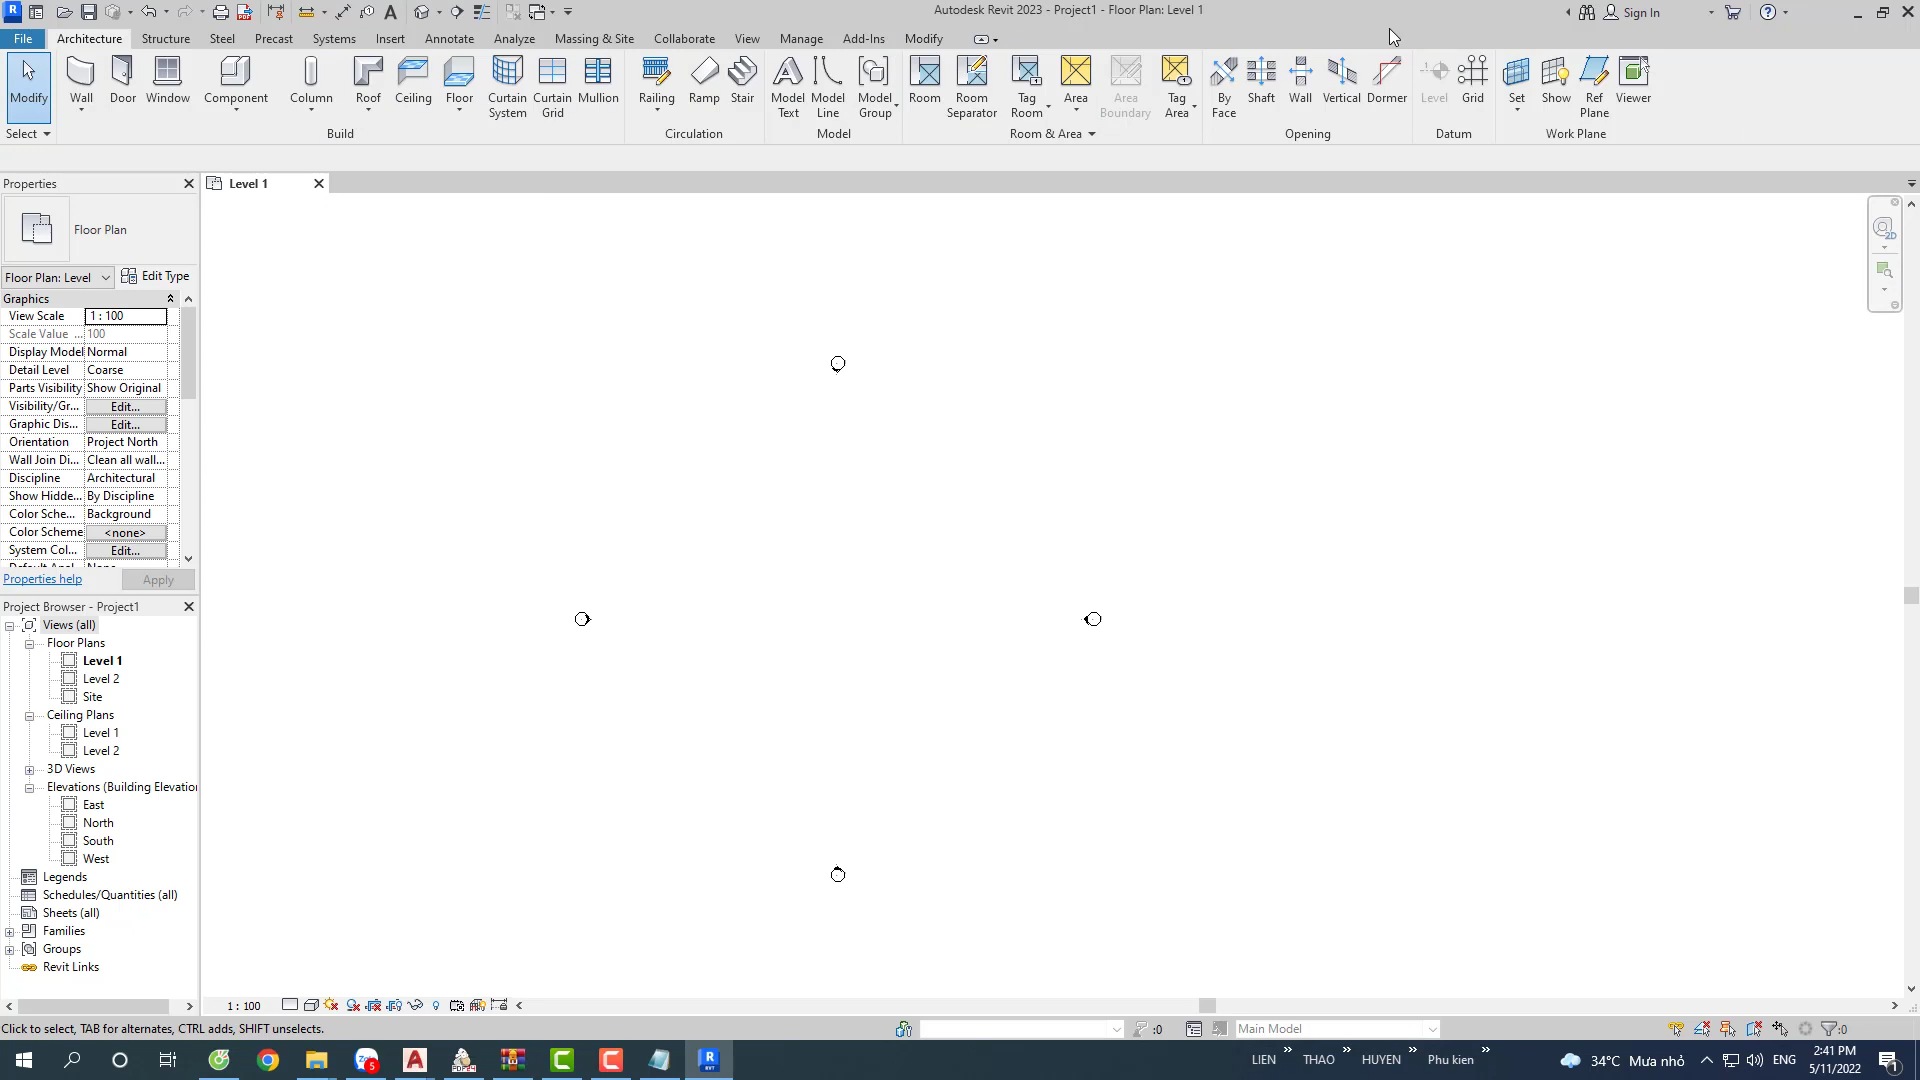 Autodesk Revit 2023 - Project1 - Floor Plan: Level 1
Sign In
File Architecture Structure Steel Precast Systems Insert Annotate Analyze Massing & Site Collaborate View Manage Add-Ins Modify
Modify
Wall
Door
Window
Component
Column
Roof
Ceiling
Floor
Curtain System
Curtain Grid
Mullion
Railing
Ramp
Stair
Model Text
Model Line
Model Group
Room
Room Separator
Tag Room
Area
Area Boundary
Tag Area
By Face
Shaft
Wall
Vertical
Dormer
Level
Grid
Set
Show
Ref Plane
Viewer
Select
Build
Circulation
Model
Room & Area
Opening
Datum
Work Plane
Properties
Level 1
Floor Plan
Floor Plan: Level
Edit Type
Graphics
View Scale 1 : 100
Scale Value ... 100
Display Model Normal
Detail Level Coarse
Parts Visibility Show Original
Visibility/Gr... Edit...
Graphic Dis... Edit...
Orientation Project North
Wall Join Di... Clean all wall...
Discipline Architectural
Show Hidde... By Discipline
Color Sche... Background
Color Scheme <none>
System Col... Edit...
Properties help
Apply
Project Browser - Project1
Views (all)
Floor Plans
Level 1
Level 2
Site
Ceiling Plans
Level 1
Level 2
3D Views
Elevations (Building Elevation
East
North
South
West
Legends
Schedules/Quantities (all)
Sheets (all)
Families
Groups
Revit Links
2D
1 : 100
Click to select, TAB for alternates, CTRL adds, SHIFT unselects.
:0
Main Model
:0
LIEN
THAO
HUYEN
Phu kien
34°C Mưa nhỏ
ENG
2:41 PM
5/11/2022